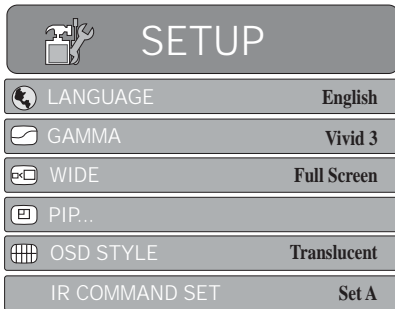 SETUP
LANGUAGE English
GAMMA Vivid 3
WIDE Full Screen
PIP...
OSD STYLE Translucent
IR COMMAND SET Set A